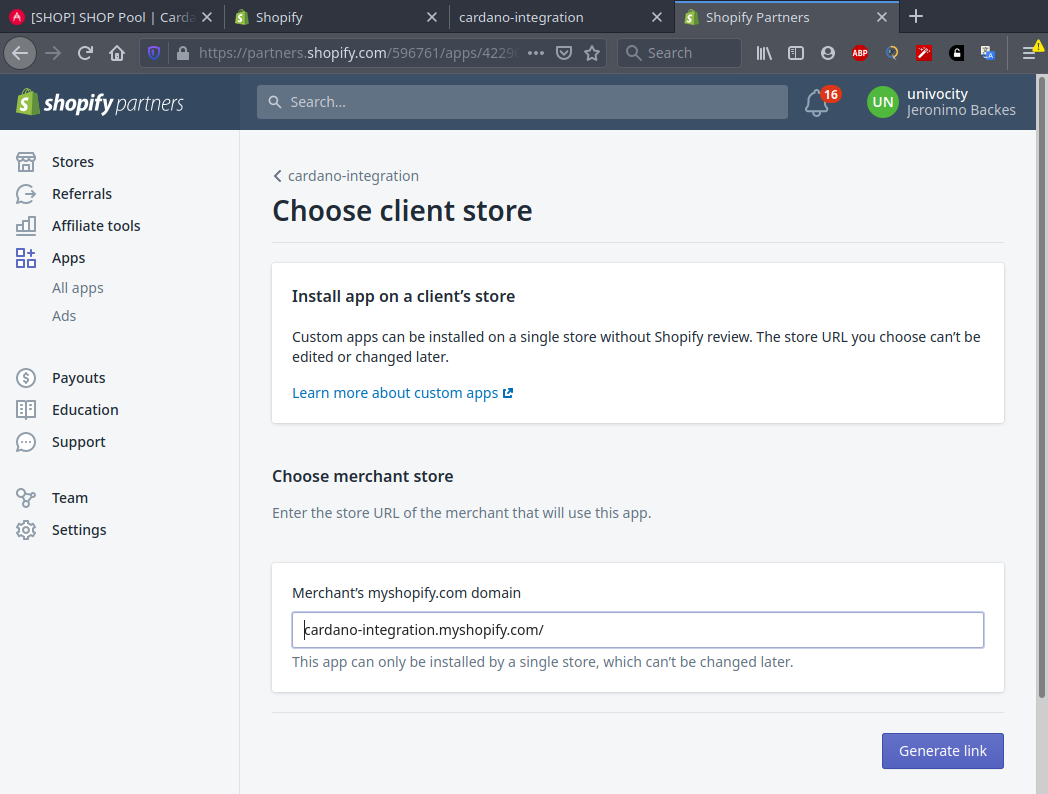 [SHOP] SHOP Pool | Carda
Shopify
cardano-integration
Shopify Partners
https://partners.shopify.com/596761/apps/4229
Search
ABP
shopify partners
Search...
16
UN
univocity
Jeronimo Backes
Stores
Referrals
Affiliate tools
Apps
All apps
Ads
Payouts
Education
Support
Team
Settings
cardano-integration
Choose client store
Install app on a client’s store
Custom apps can be installed on a single store without Shopify review. The store URL you choose can’t be
edited or changed later.
Learn more about custom apps
Choose merchant store
Enter the store URL of the merchant that will use this app.
Merchant’s myshopify.com domain
cardano-integration.myshopify.com/
This app can only be installed by a single store, which can’t be changed later.
Generate link